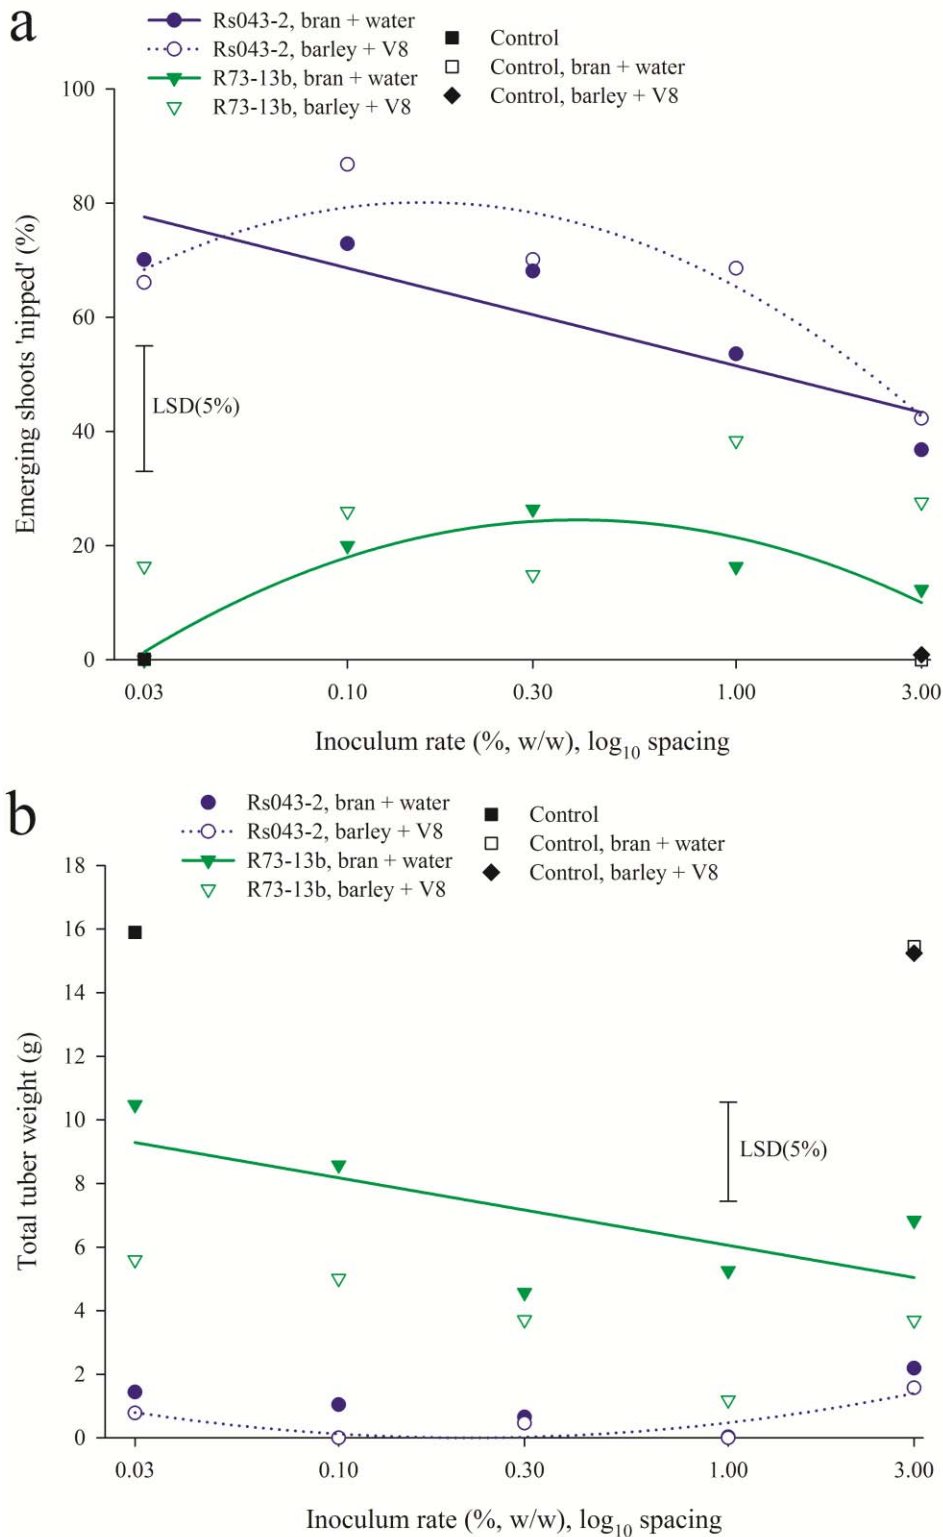 a
Rs043-2, bran + water
Rs043-2, barley + V8
R73-13b, bran + water
R73-13b, barley + V8
Control
Control, bran + water
Control, barley + V8
Emerging shoots 'nipped' (%)
100
80
60
40
20
0
LSD(5%)
0.03 0.10 0.30 1.00 3.00
Inoculum rate (%, w/w), log10 spacing
b
Rs043-2, bran + water
Rs043-2, barley + V8
R73-13b, bran + water
R73-13b, barley + V8
Control
Control, bran + water
Control, barley + V8
Total tuber weight (g)
18
16
14
12
10
8
6
4
2
0
LSD(5%)
0.03 0.10 0.30 1.00 3.00
Inoculum rate (%, w/w), log10 spacing